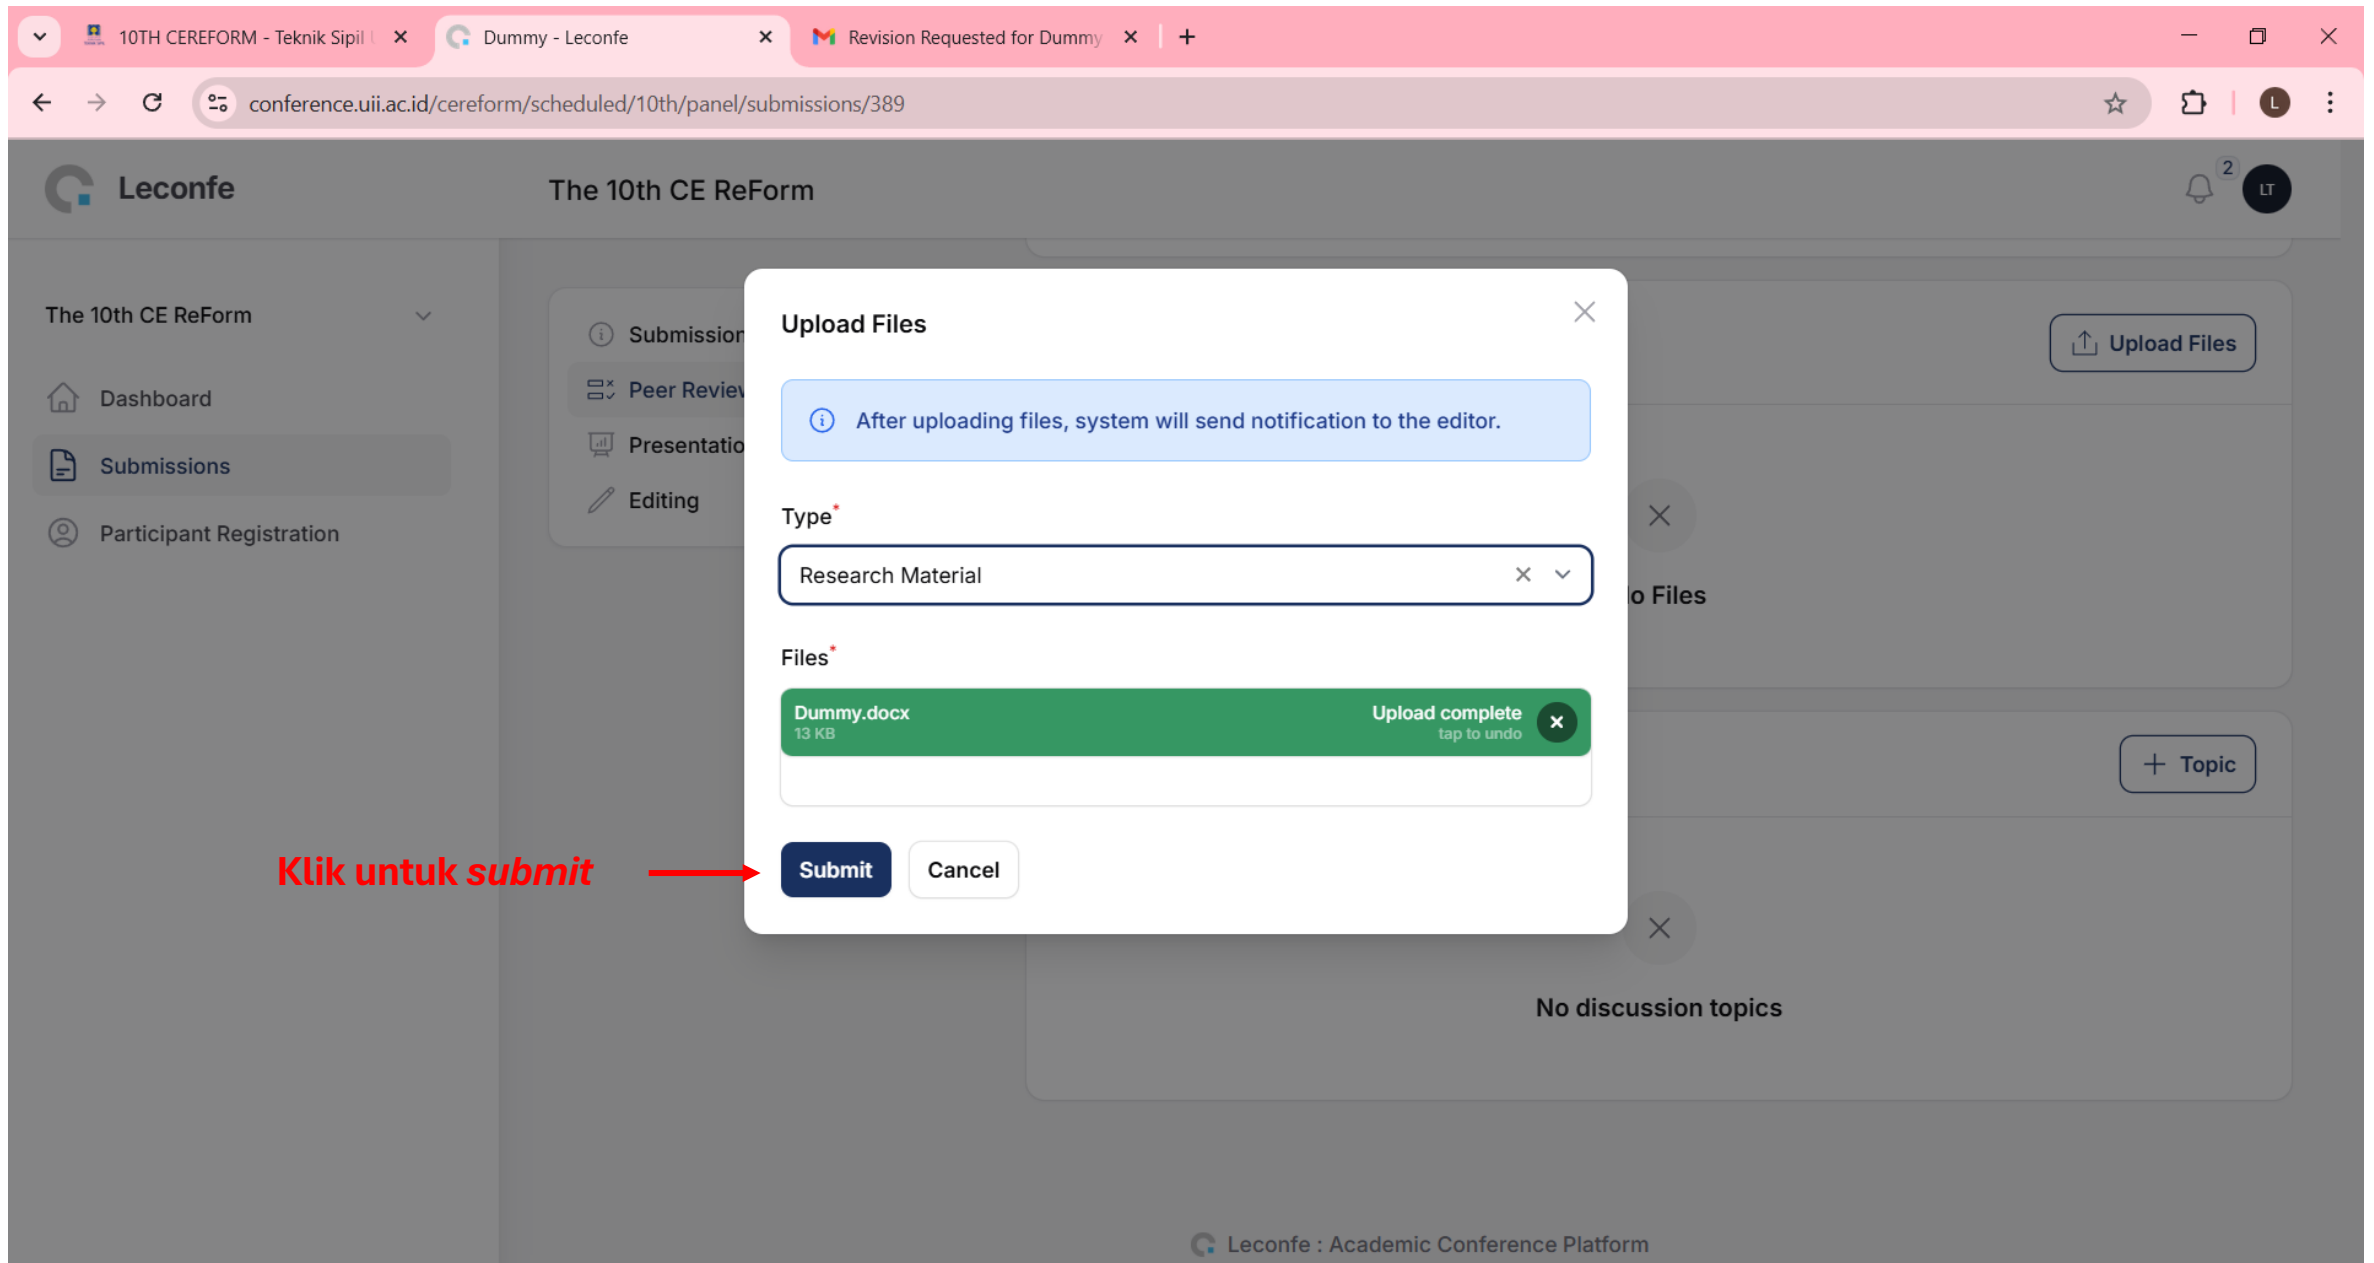 10TH CEREFORM - Teknik Sipil
Dummy - Leconfe
Revision Requested for Dummy
conference.uii.ac.id/cereform/scheduled/10th/panel/submissions/389
L
Leconfe
The 10th CE ReForm
2
LT
The 10th CE ReForm
Dashboard
Submissions
Participant Registration
Submission
Peer Review
Presentatio
Editing
Upload Files
Upload Files
After uploading files, system will send notification to the editor.
Type*
Research Material
o Files
Files*
Dummy.docx
13 KB
Upload complete
tap to undo
Topic
Klik untuk submit
Submit
Cancel
No discussion topics
Leconfe : Academic Conference Platform